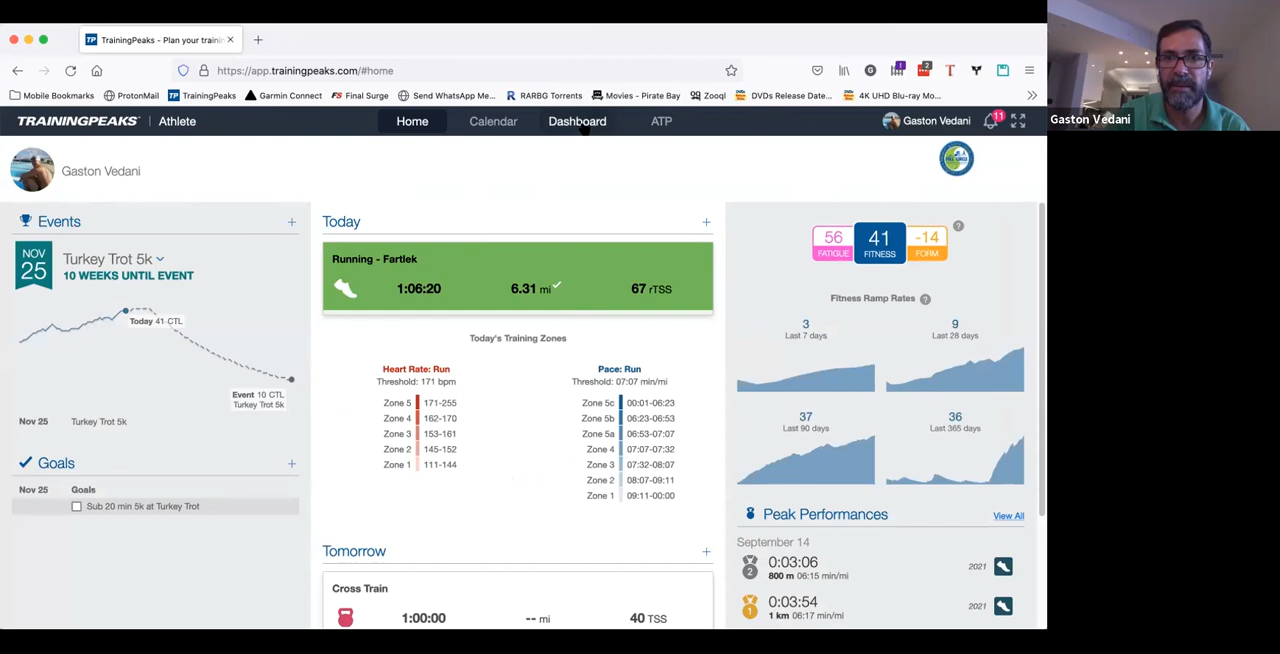 TrainingPeaks - Plan your trainin
https://app.trainingpeaks.com/#home
Mobile Bookmarks ProtonMail TrainingPeaks Garmin Connect Final Surge Send WhatsApp Me... RARBG Torrents Movies - Pirate Bay Zooql DVDs Release Date... 4K UHD Blu-ray Mo...
TRAININGPEAKS Athlete Home Calendar Dashboard ATP Gaston Vedani 11
Gaston Vedani
Gaston Vedani
Events
NOV
25
Turkey Trot 5k
10 WEEKS UNTIL EVENT
Today 41 CTL
Event 10 CTL
Turkey Trot 5k
Nov 25 Turkey Trot 5k
Goals
Nov 25 Goals
Sub 20 min 5k at Turkey Trot
Today
Running - Fartlek
1:06:20 6.31 mi 67 rTSS
Today's Training Zones
Heart Rate: Run
Threshold: 171 bpm
Zone 5 171-255
Zone 4 162-170
Zone 3 153-161
Zone 2 145-152
Zone 1 111-144
Pace: Run
Threshold: 07:07 min/mi
Zone 5c 00:01-06:23
Zone 5b 06:23-06:53
Zone 5a 06:53-07:07
Zone 4 07:07-07:32
Zone 3 07:32-08:07
Zone 2 08:07-09:11
Zone 1 09:11-00:00
Tomorrow
Cross Train
1:00:00 -- mi 40 TSS
56
FATIGUE
41
FITNESS
-14
FORM
?
Fitness Ramp Rates ?
3
Last 7 days
9
Last 28 days
37
Last 90 days
36
Last 365 days
Peak Performances View All
September 14
2 0:03:06 2021
800 m 06:15 min/mi
1 0:03:54 2021
1 km 06:17 min/mi